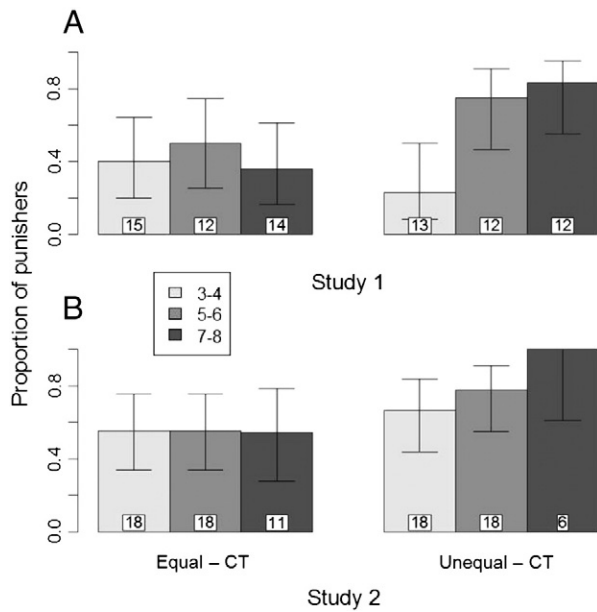 A
Proportion of punishers
0.8
0.4
0.0
15 12 14 13 12 12
Study 1
3-4
5-6
7-8
B
0.8
0.4
0.0
18 18 11 18 18 6
Equal – CT Unequal – CT
Study 2